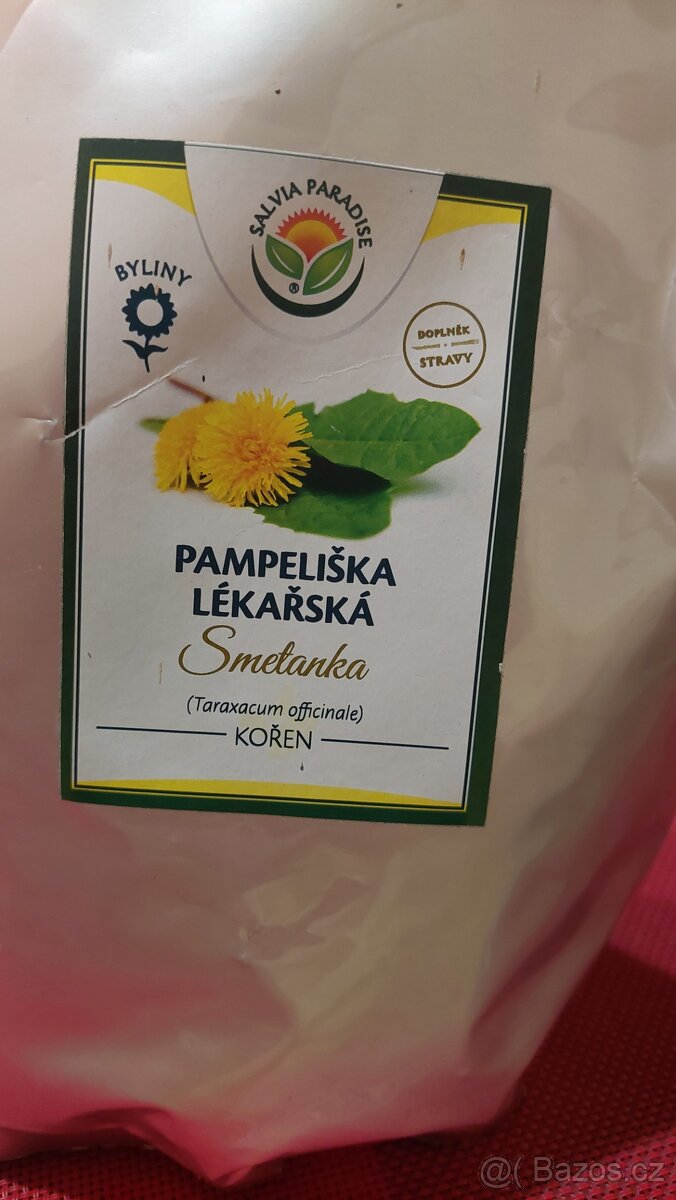 SALVIA PARADISE
®
BYLINY
DOPLNĚK
STRAVY
PAMPELIŠKA
LÉKAŘSKÁ
Smetanka
(Taraxacum officinale)
KOŘEN
@( Bazos.cz